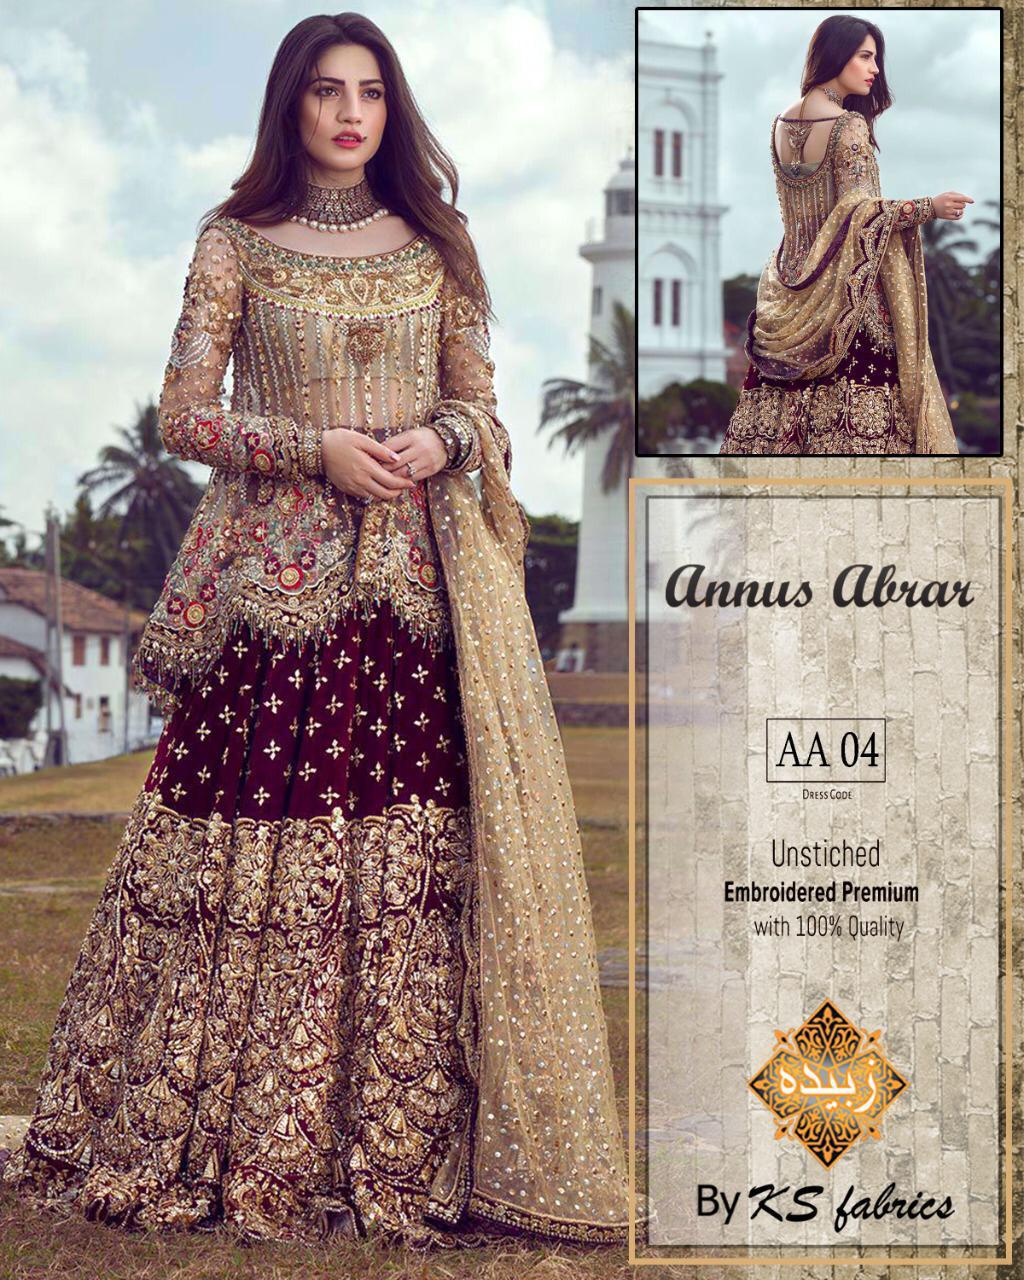 Annus Abrar
AA 04
Dress Code
Unstiched
Embroidered Premium
with 100% Quality
زبیدہ
By KS fabrics